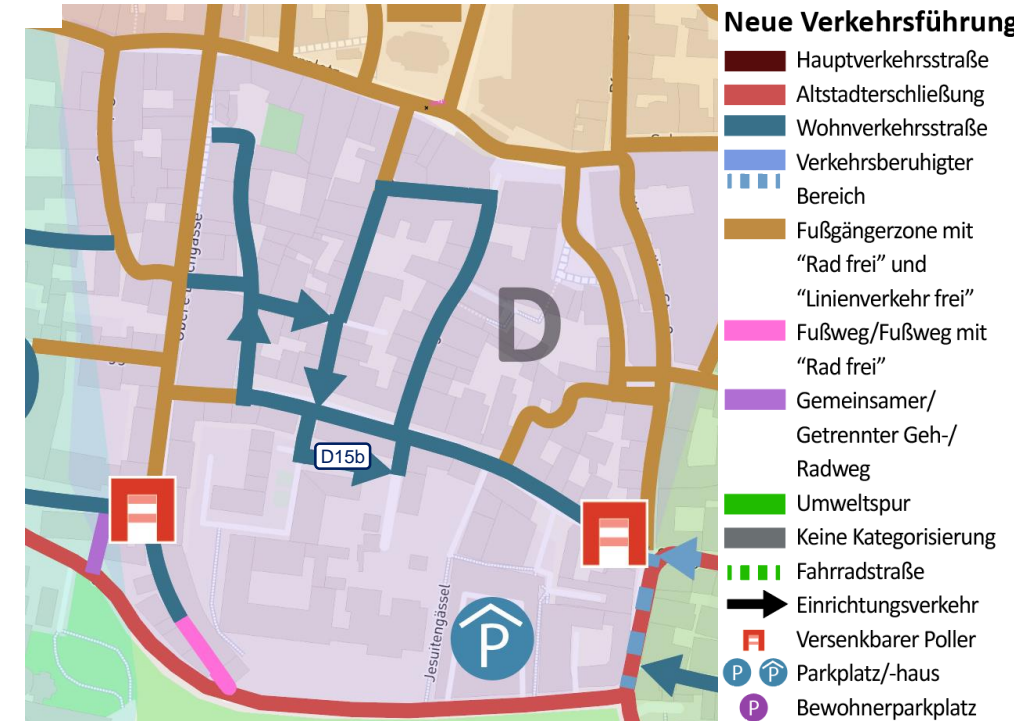 Neue Verkehrsführung
Hauptverkehrsstraße
Altstadterschließung
Wohnverkehrsstraße
Verkehrsberuhigter
Bereich
Fußgängerzone mit
“Rad frei” und
“Linienverkehr frei”
Fußweg/Fußweg mit
“Rad frei”
Gemeinsamer/
Getrennter Geh-/
Radweg
Umweltspur
Keine Kategorisierung
Fahrradstraße
Einrichtungsverkehr
Versenkbarer Poller
P P Parkplatz/-haus
P Bewohnerparkplatz
D
D15b
Jesuitengässel
P